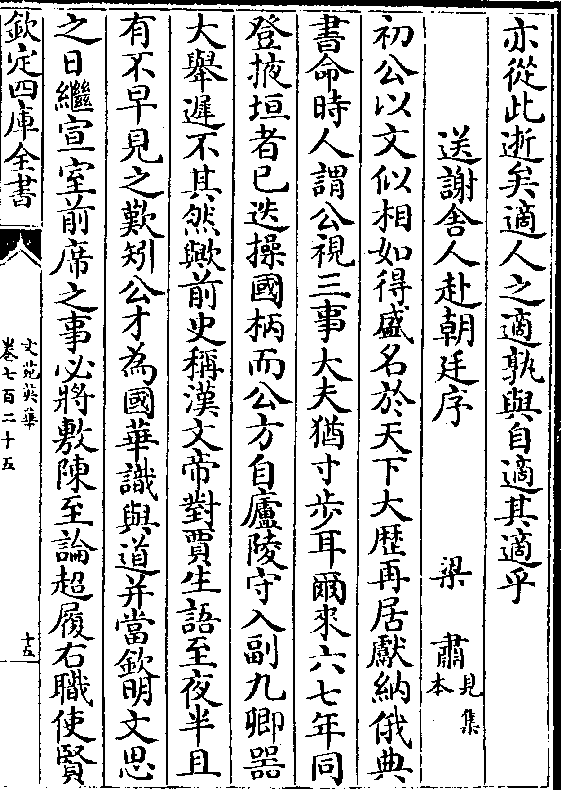 亦從此逝矣適人之適孰與自適其適乎
送謝舍人赴朝廷序 梁肅 見集本
初公以文似相如得盛名於天下大歴再居獻納俄典
書命時人謂公視三事大夫猶寸步耳爾來六七年同
登掖垣者已迭操國柄而公方自廬陵守入副九卿器
大舉遲不其然歟前史稱漢文帝對賈生語至夜半且
有不早見之歎矧公才為國華識與道并當欽明文思
之日繼宣室前席之事必將敷陳至論超履右職使賢
欽定四庫全書
文苑英華
卷七百二十五
十五